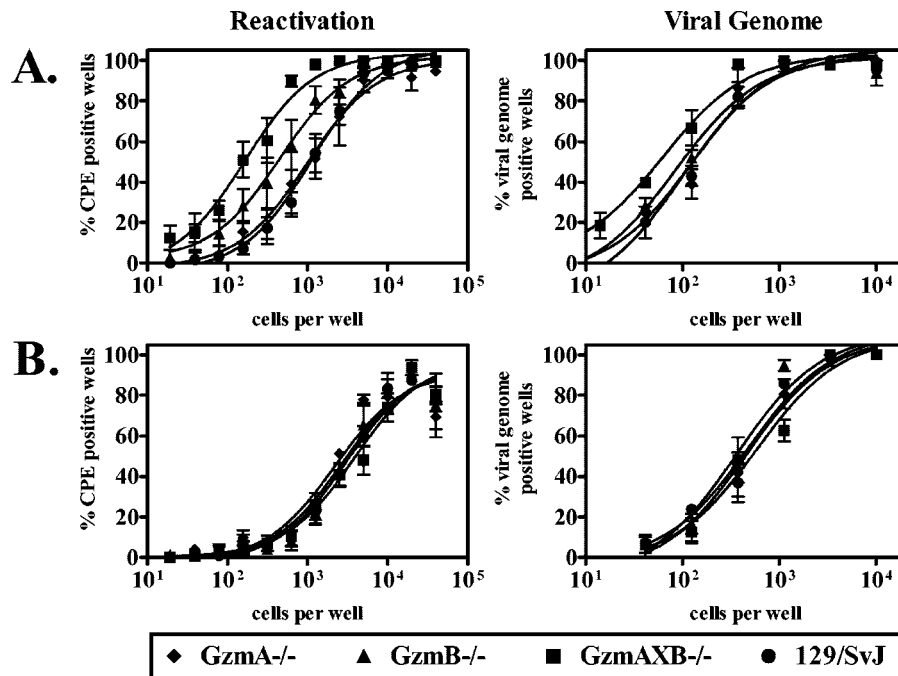 Reactivation
Viral Genome
A.
% CPE positive wells
100
80
60
40
20
0
10¹ 10² 10³ 10⁴ 10⁵
cells per well
% viral genome
positive wells
100
80
60
40
20
0
10¹ 10² 10³ 10⁴
cells per well
B.
% CPE positive wells
100
80
60
40
20
0
10¹ 10² 10³ 10⁴ 10⁵
cells per well
% viral genome
positive wells
100
80
60
40
20
0
10 10² 10³ 10⁴
cells per well
GzmA-/- GzmB-/- GzmAXB-/- 129/SvJ